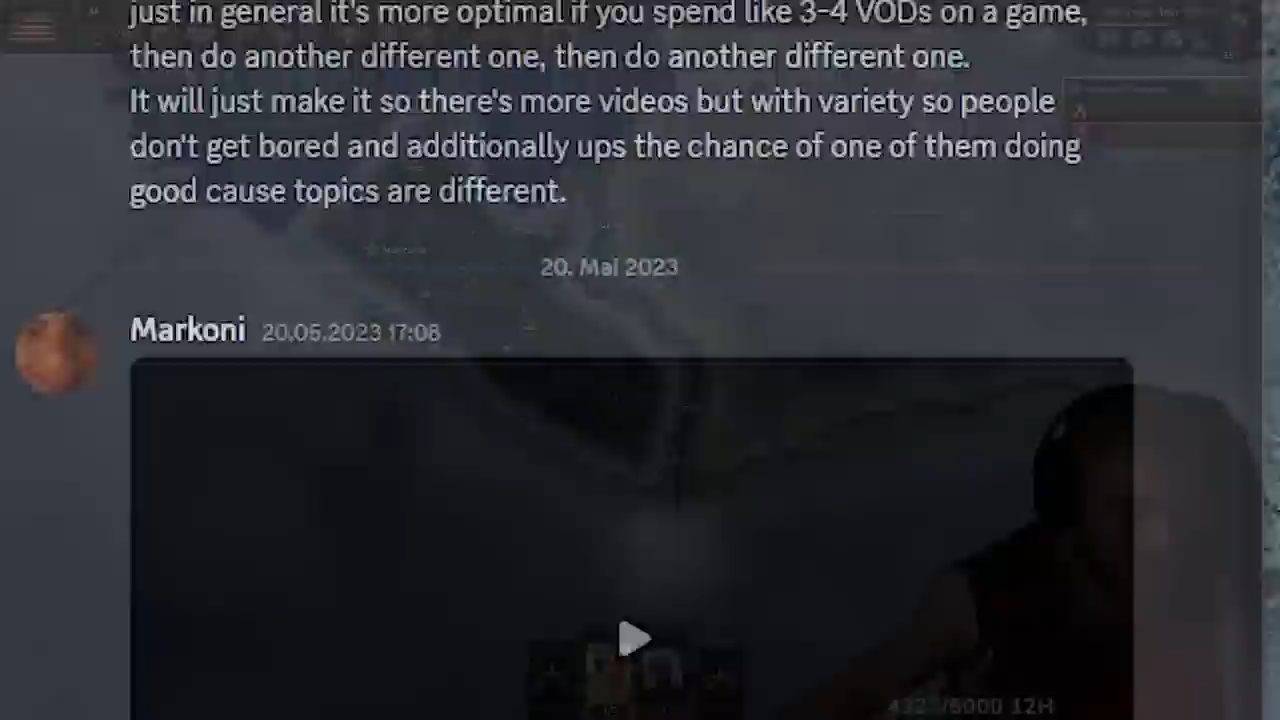 just in general it's more optimal if you spend like 3-4 VODs on a game,
then do another different one, then do another different one.
It will just make it so there's more videos but with variety so people
don't get bored and additionally ups the chance of one of them doing
good cause topics are different.
20. Mai 2023
Markoni 20.05.2023 17:08